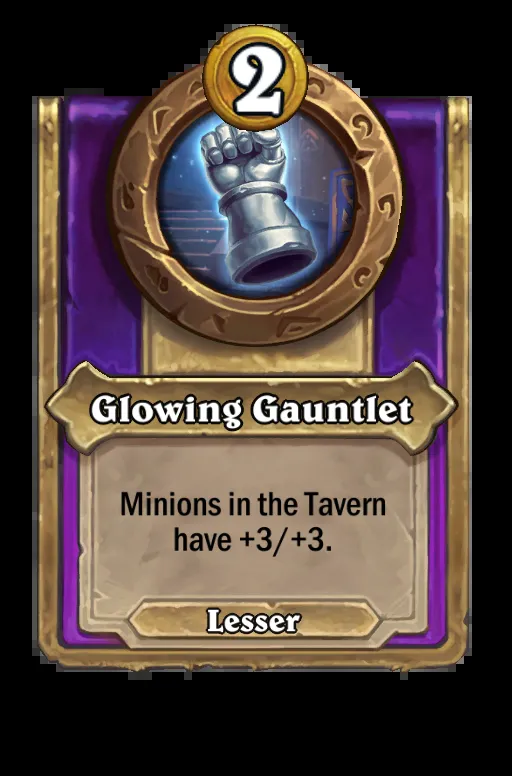 2
Glowing Gauntlet
Minions in the Tavern
have +3/+3.
Lesser